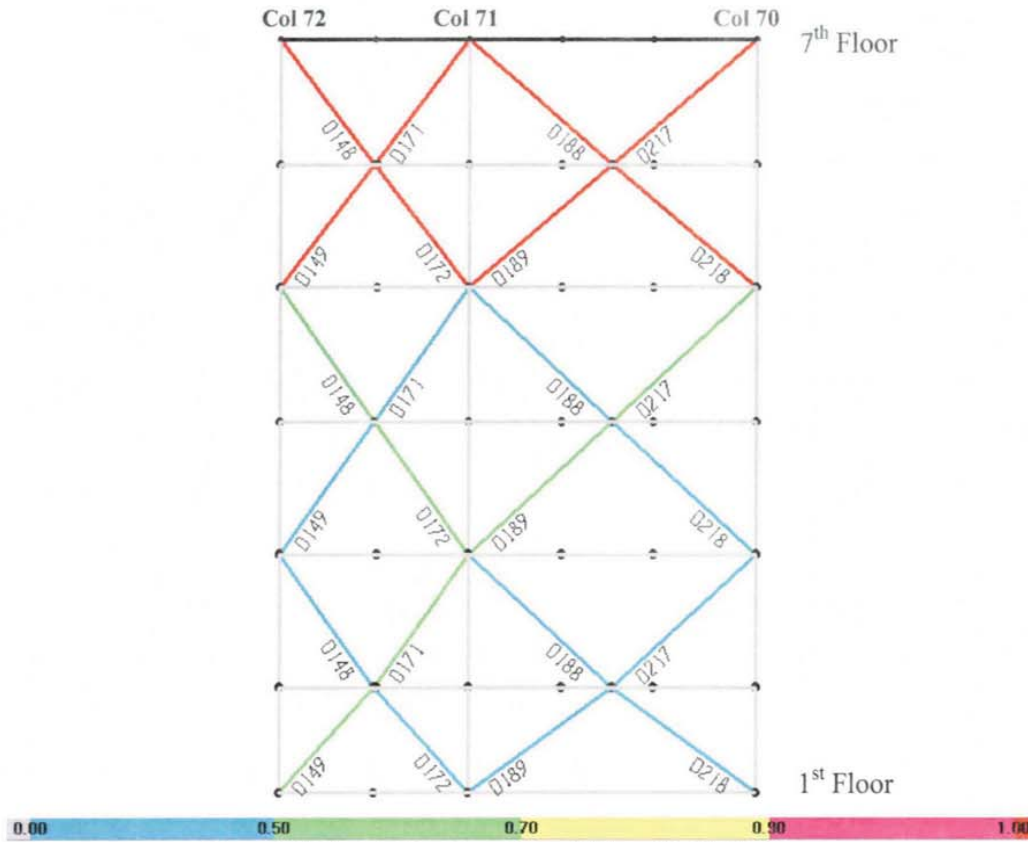 Col 72 Col 71 Col 70
7th Floor
D148 D171 D188 D217
D149 D172 D189 D218
D148 D171 D188 D217
D149 D172 D189 D218
D148 D171 D188 D217
D149 D172 D189 D218
1st Floor
0.00 0.50 0.70 0.90 1.00